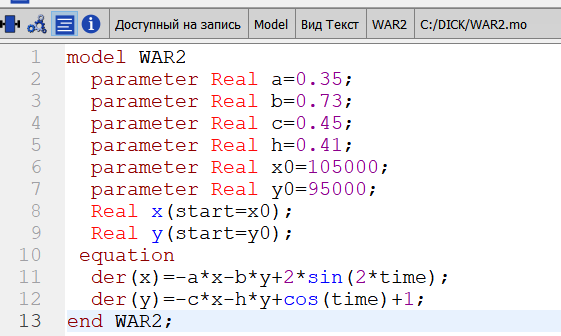 Доступный на запись Model Вид Текст WAR2 C:/DICK/WAR2.mo
1 model WAR2
2 parameter Real a=0.35;
3 parameter Real b=0.73;
4 parameter Real c=0.45;
5 parameter Real h=0.41;
6 parameter Real x0=105000;
7 parameter Real y0=95000;
8 Real x(start=x0);
9 Real y(start=y0);
10 equation
11 der(x)=-a*x-b*y+2*sin(2*time);
12 der(y)=-c*x-h*y+cos(time)+1;
13 end WAR2;